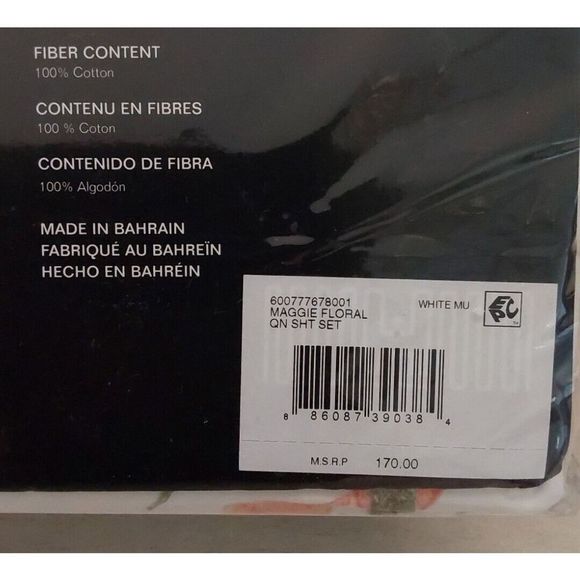 FIBER CONTENT
100% Cotton
CONTENU EN FIBRES
100 % Coton
CONTENIDO DE FIBRA
100% Algodón
MADE IN BAHRAIN
FABRIQUÉ AU BAHREÏN
HECHO EN BAHRÉIN
600777678001 WHITE MU EPC
MAGGIE FLORAL
QN SHT SET
8 86087 39038 4
M.S.R.P 170.00